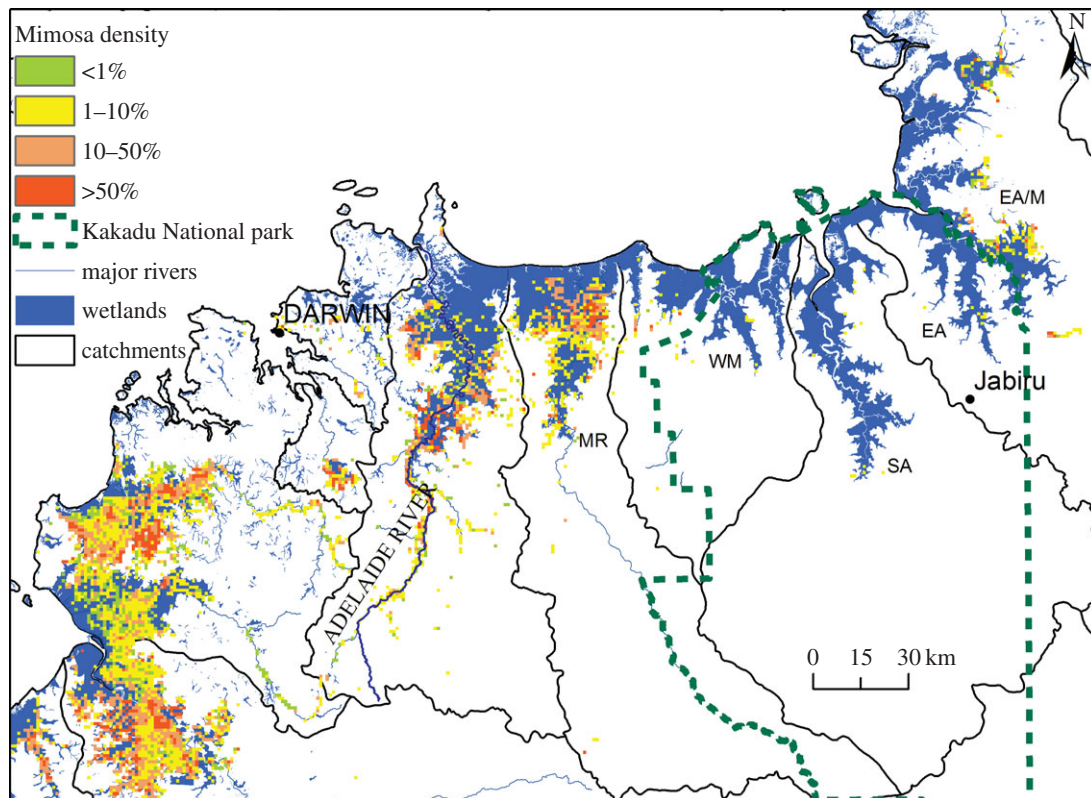 Mimosa density
<1%
1–10%
10–50%
>50%
Kakadu National park
major rivers
wetlands
catchments
N
DARWIN
ADELAIDE RIVER
MR
WM
SA
EA
EA/M
Jabiru
0 15 30 km